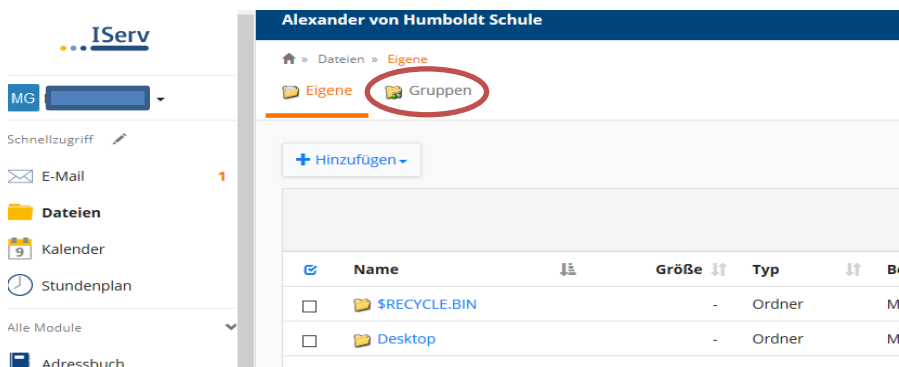 IServ
MG
Schnellzugriff
E-Mail 1
Dateien
9 Kalender
Stundenplan
Alle Module
Adressbuch
Alexander von Humboldt Schule
» Dateien » Eigene
Eigene Gruppen
+ Hinzufügen
Name Größe Typ
$RECYCLE.BIN - Ordner
Desktop - Ordner